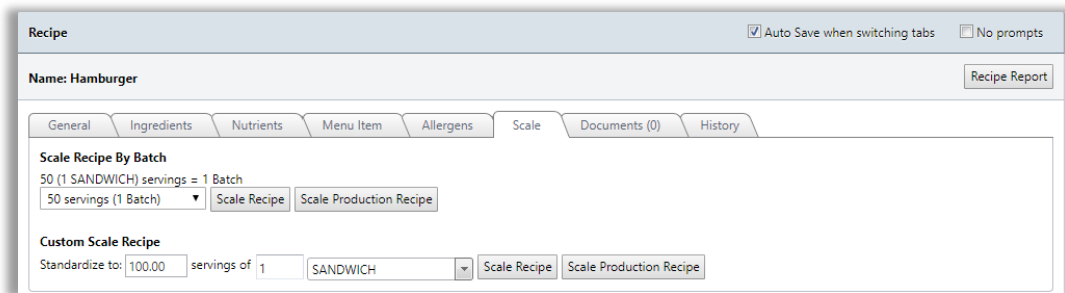 Recipe Auto Save when switching tabs No prompts
Name: Hamburger Recipe Report
General Ingredients Nutrients Menu Item Allergens Scale Documents (0) History
Scale Recipe By Batch
50 (1 SANDWICH) servings = 1 Batch
50 servings (1 Batch) Scale Recipe Scale Production Recipe
Custom Scale Recipe
Standardize to: 100.00 servings of 1 SANDWICH Scale Recipe Scale Production Recipe